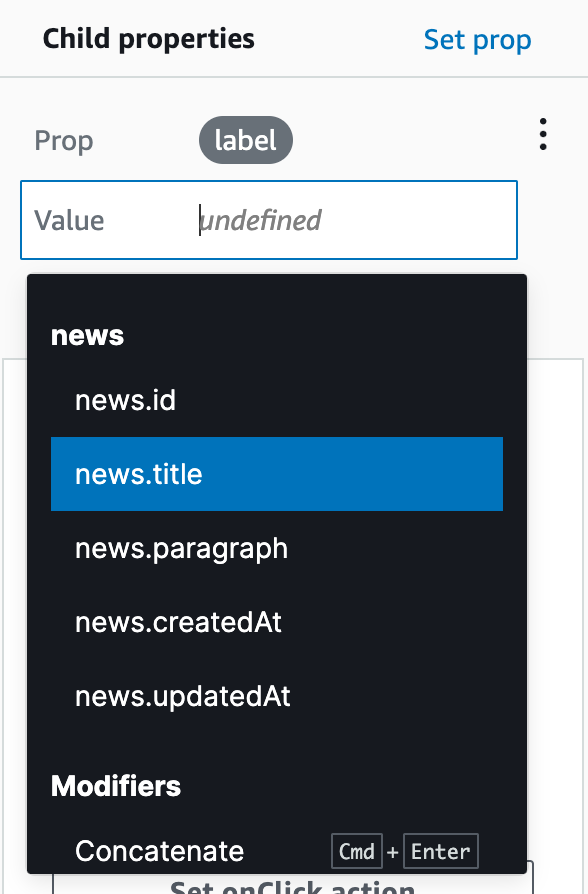 Child properties Set prop
Prop label
Value undefined
news
news.id
news.title
news.paragraph
news.createdAt
news.updatedAt
Modifiers
Concatenate Cmd + Enter
Set onClick action